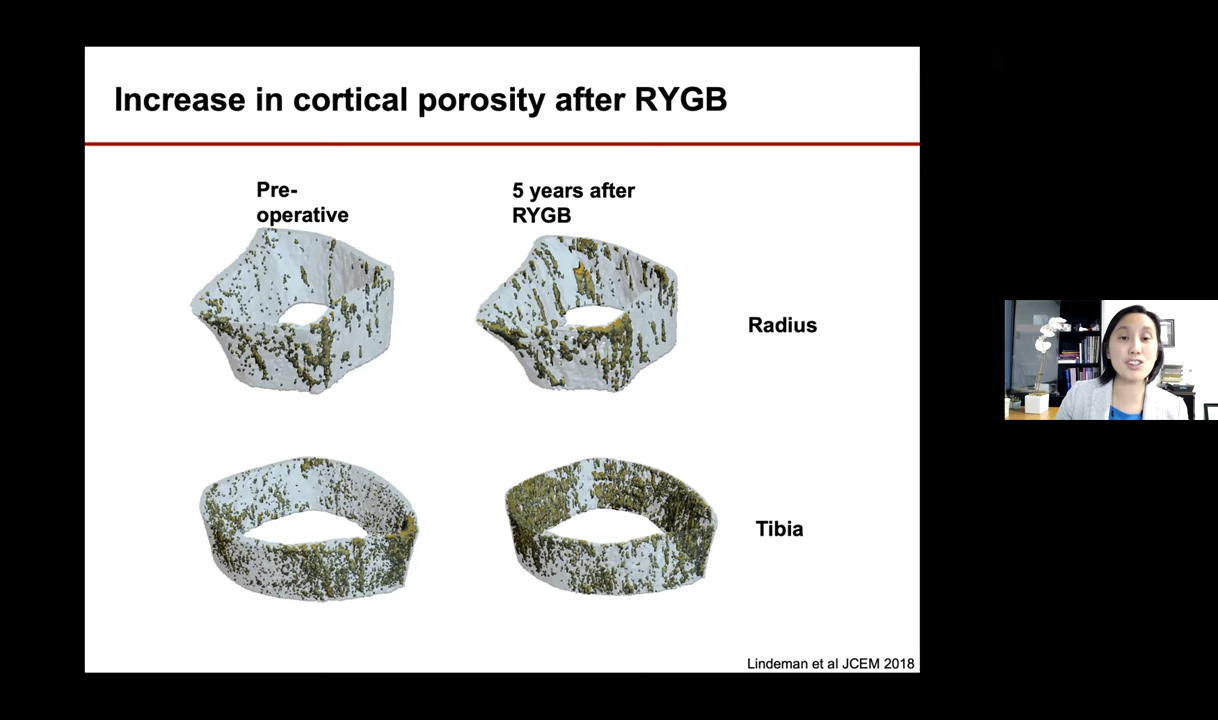 Increase in cortical porosity after RYGB
Pre-
operative
5 years after
RYGB
Radius
Tibia
Lindeman et al JCEM 2018